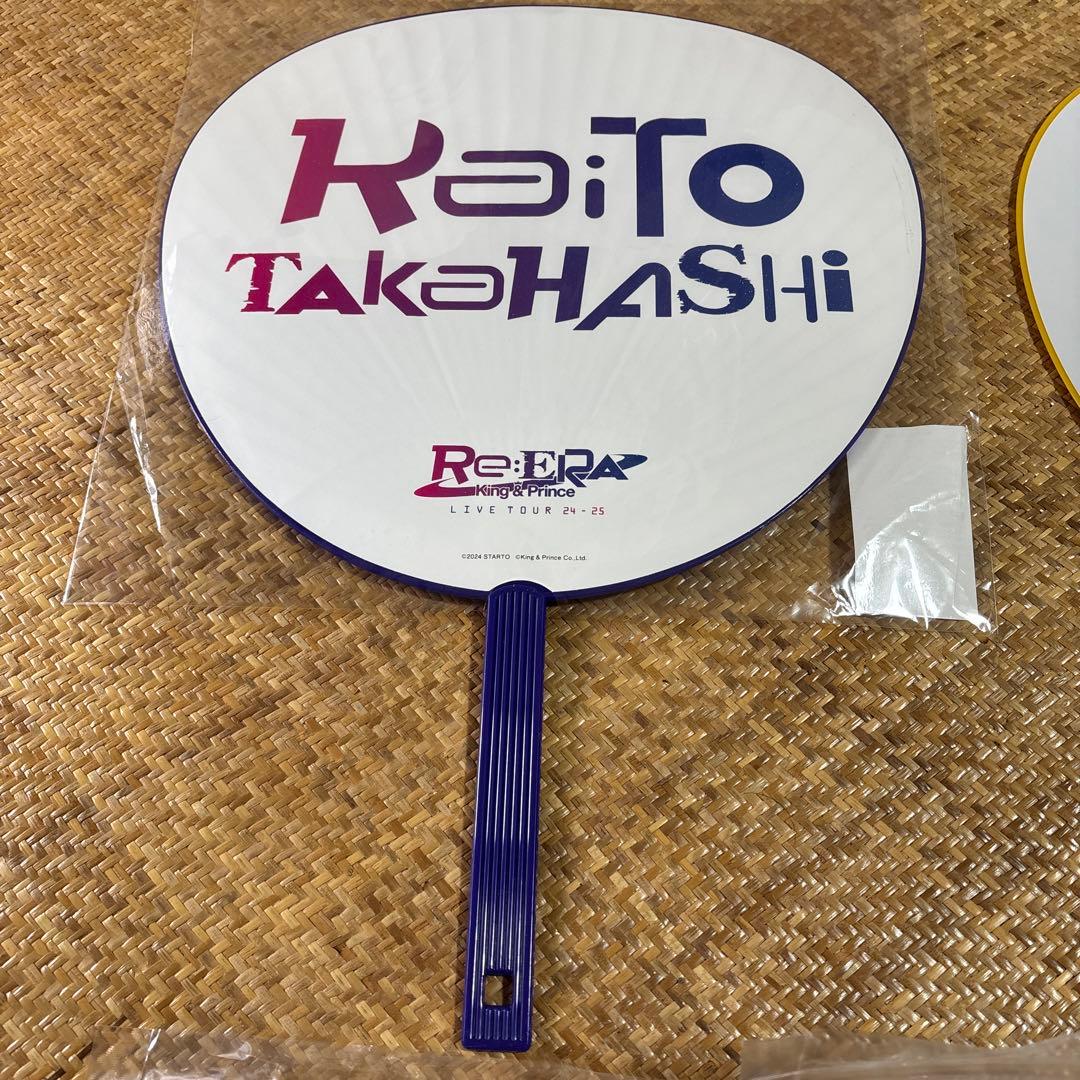 KaiTo
TAKaHASHi
Re:ERA
King & Prince
LIVE TOUR 24-25
©2024 STARTO ©King & Prince Co.,Ltd.